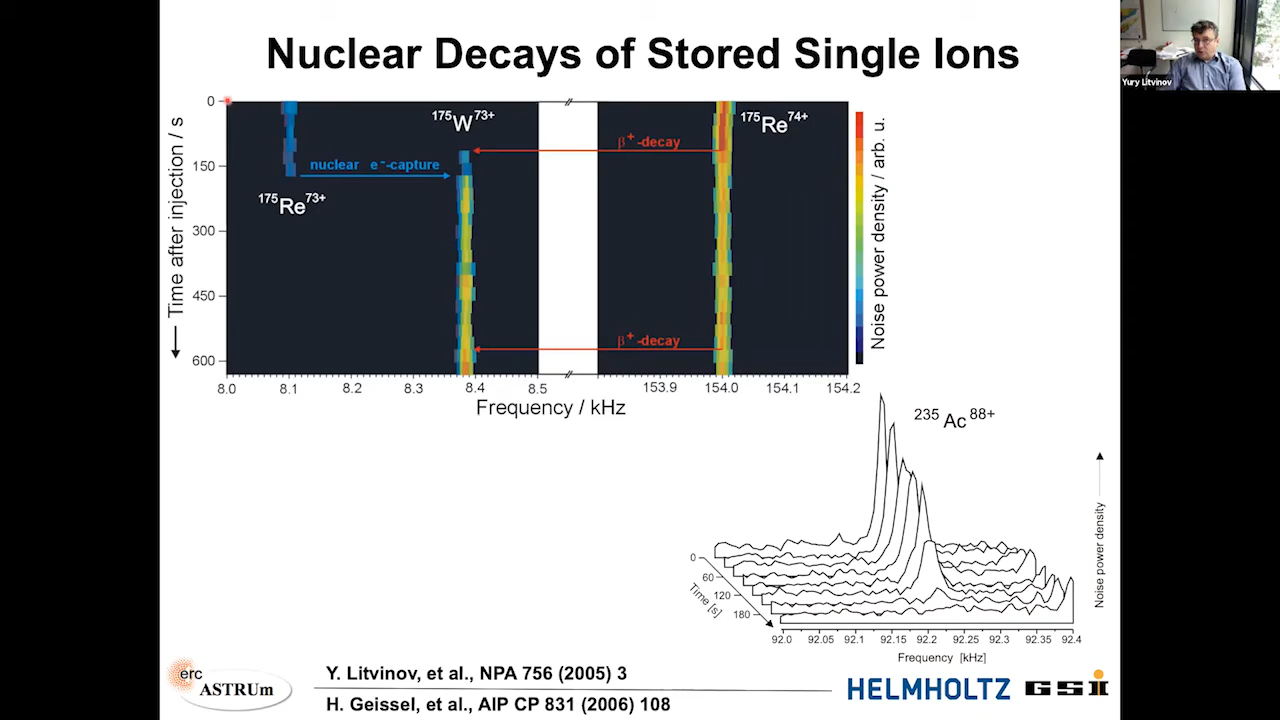 Nuclear Decays of Stored Single Ions
Yury Litvinov
Time after injection / s
0
150
300
450
600
175W73+
175Re74+
β+-decay
nuclear e--capture
175Re73+
β+-decay
8.0 8.1 8.2 8.3 8.4 8.5 153.9 154.0 154.1 154.2
Frequency / kHz
Noise power density / arb. u.
235Ac88+
Noise power density
0
60
120
180
Time [s]
92.0 92.05 92.1 92.15 92.2 92.25 92.3 92.35 92.4
Frequency [kHz]
erc
ASTRUm
Y. Litvinov, et al., NPA 756 (2005) 3
H. Geissel, et al., AIP CP 831 (2006) 108
HELMHOLTZ GSI